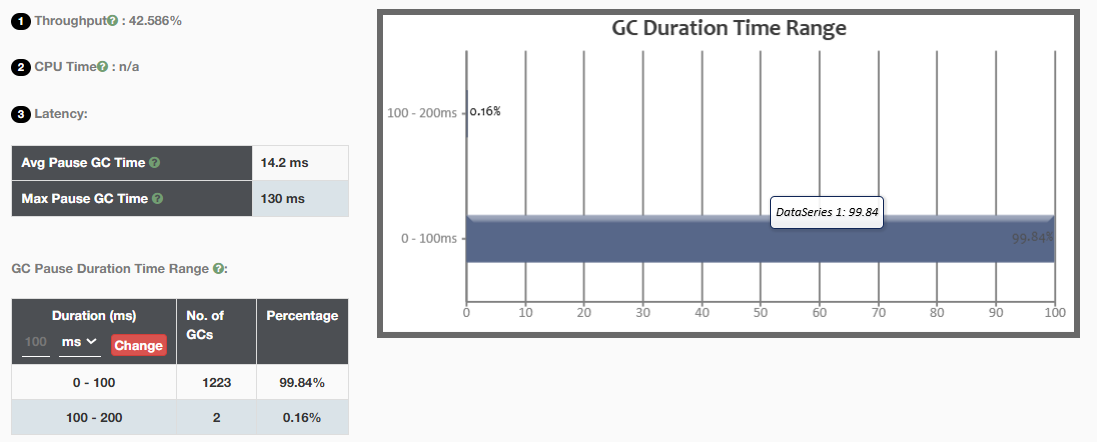 1 Throughput? : 42.586%
2 CPU Time? : n/a
3 Latency:
Avg Pause GC Time ? 14.2 ms
Max Pause GC Time ? 130 ms
GC Pause Duration Time Range ?:
Duration (ms) No. of GCs Percentage
100 ms Change
0 - 100 1223 99.84%
100 - 200 2 0.16%
GC Duration Time Range
100 - 200ms 0.16%
DataSeries 1: 99.84
0 - 100ms 99.84%
0 10 20 30 40 50 60 70 80 90 100